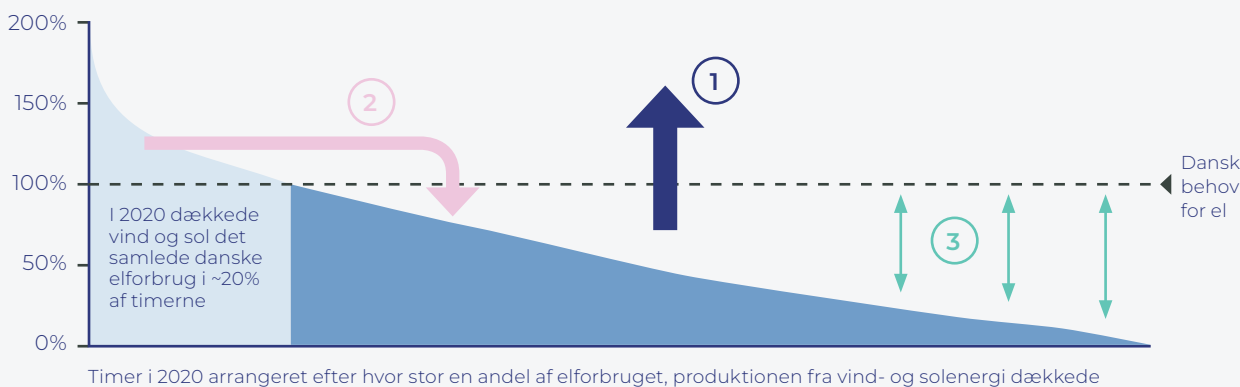 200%
150%
100%
50%
0%
2
1
3
I 2020 dækkede
vind og sol det
samlede danske
elforbrug i ~20%
af timerne
Dansk
behov
for el
Timer i 2020 arrangeret efter hvor stor en andel af elforbruget, produktionen fra vind- og solenergi dækkede